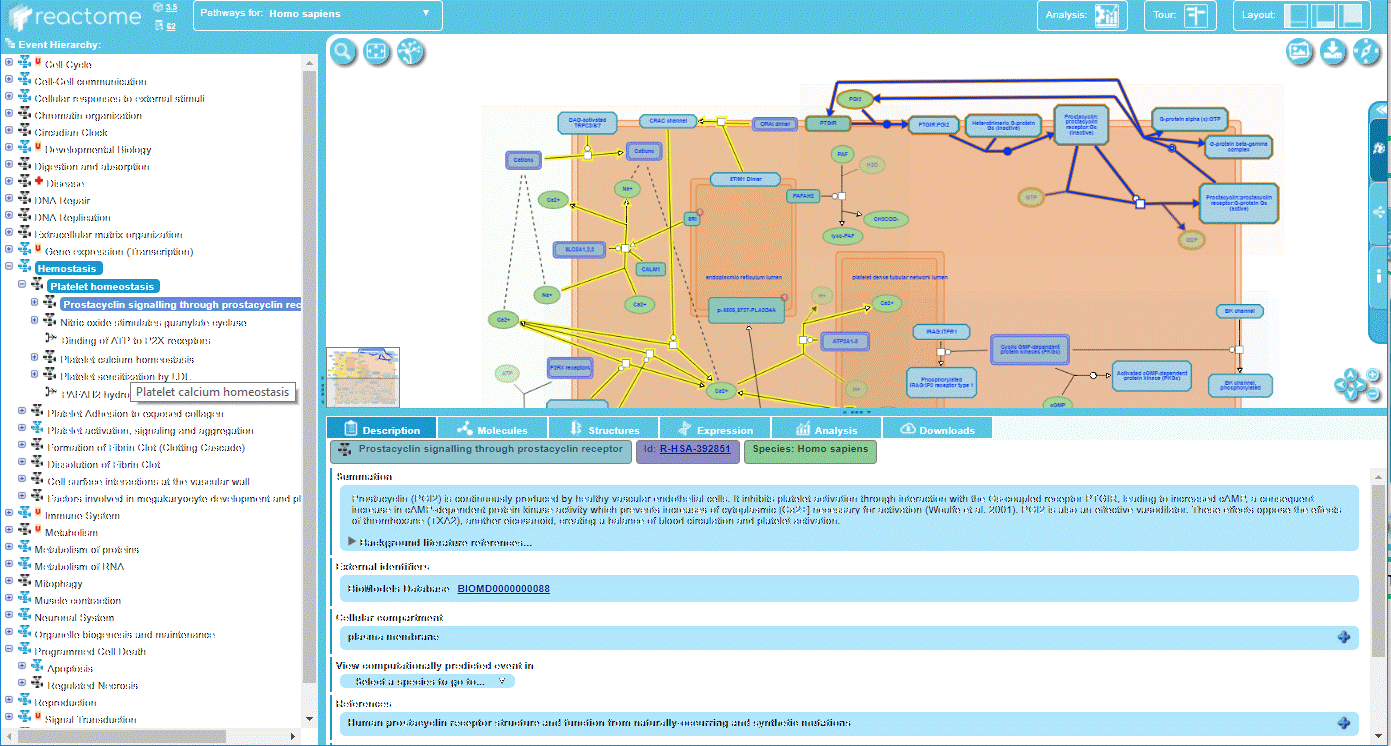 reactome
3.5
62
Pathways for: Homo sapiens
Analysis:
Tour:
Layout:
Event Hierarchy:
Cell Cycle
Cell-Cell communication
Cellular responses to external stimuli
Chromatin organization
Circadian Clock
Developmental Biology
Digestion and absorption
Disease
DNA Repair
DNA Replication
Extracellular matrix organization
Gene expression (Transcription)
Hemostasis
Platelet homeostasis
Prostacyclin signalling through prostacyclin rec
Nitric oxide stimulates guanylate cyclase
Binding of ATP to P2X receptors
Platelet calcium homeostasis
Platelet sensitization by LDL
PAFAH2 hydro
Platelet calcium homeostasis
Platelet Adhesion to exposed collagen
Platelet activation, signaling and aggregation
Formation of Fibrin Clot (Clotting Cascade)
Dissolution of Fibrin Clot
Cell surface interactions at the vascular wall
Factors involved in megakaryocyte development and pl
Immune System
Metabolism
Metabolism of proteins
Metabolism of RNA
Mitophagy
Muscle contraction
Neuronal System
Organelle biogenesis and maintenance
Programmed Cell Death
Apoptosis
Regulated Necrosis
Reproduction
Signal Transduction
DAG-activated
TRPC3/6/7
CRAC channel
ORAI dimer
PGI2
PTGIR
PTGIR:PGI2
Heterotrimeric G-protein
Gs (inactive)
Prostacyclin:
prostacyclin
receptor:Gs
(inactive)
G-protein alpha (s):GTP
G-protein beta-gamma
complex
Cations
Cations
STIM1 Dimer
PAF
H2O
PAFAH2
GTP
Prostacyclin:prostacyclin
receptor:G-protein Gs
(active)
GDP
Na+
Ca2+
SRI
CH3COO-
lyso-PAF
SLC8A1,2,3
CALM1
endoplasmic reticulum lumen
platelet dense tubular network lumen
Na+
Ca2+
H+
Ca2+
Ca2+
ATP2A1-3
IRAG:ITPR1
BK channel
Cyclic GMP-dependent
protein kinases (PKGs)
ATP
P2RX receptors
Ca2+
H+
Phosphorylated
IRAG:IP3 receptor type 1
Activated cGMP-dependent
protein kinase (PKGs)
BK channel,
phosphorylated
cGMP
Description
Molecules
Structures
Expression
Analysis
Downloads
Prostacyclin signalling through prostacyclin receptor
Id: R-HSA-392851
Species: Homo sapiens
Summation
Prostacyclin (PGI2) is continuously produced by healthy vascular endothelial cells. It inhibits platelet activation through interaction with the Gs-coupled receptor PTGIR, leading to increased cAMP, a consequent
increase in cAMP-dependent protein kinase activity which prevents increases of cytoplasmic [Ca2+] necessary for activation (Woulfe et al. 2001). PGI2 is also an effective vasodilator. These effects oppose the effects
of thromboxane (TXA2), another eicosanoid, creating a balance of blood circulation and platelet activation.
Background literature references...
External identifiers
BioModels Database BIOMD0000000088
Cellular compartment
plasma membrane
View computationally predicted event in
Select a species to go to...
References
Human prostacyclin receptor structure and function from naturally-occurring and synthetic mutations